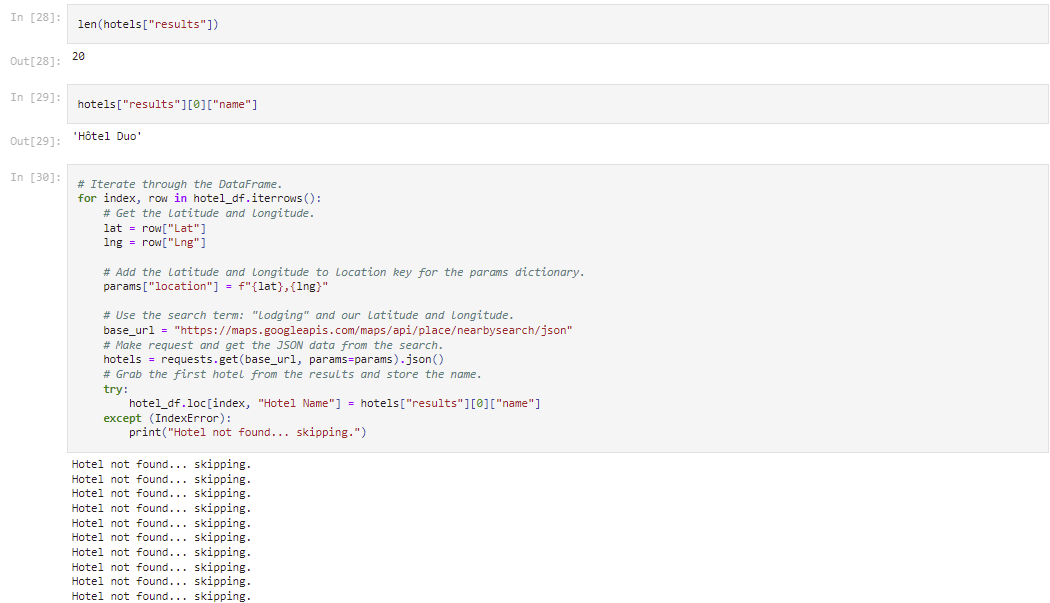 In [28]:
len(hotels["results"])
Out[28]:
20
In [29]:
hotels["results"][0]["name"]
Out[29]:
'Hôtel Duo'
In [30]:
# Iterate through the DataFrame.
for index, row in hotel_df.iterrows():
    # Get the latitude and longitude.
    lat = row["Lat"]
    lng = row["Lng"]

    # Add the latitude and longitude to location key for the params dictionary.
    params["location"] = f"{lat},{lng}"

    # Use the search term: "lodging" and our latitude and longitude.
    base_url = "https://maps.googleapis.com/maps/api/place/nearbysearch/json"
    # Make request and get the JSON data from the search.
    hotels = requests.get(base_url, params=params).json()
    # Grab the first hotel from the results and store the name.
    try:
        hotel_df.loc[index, "Hotel Name"] = hotels["results"][0]["name"]
    except (IndexError):
        print("Hotel not found... skipping.")
Hotel not found... skipping.
Hotel not found... skipping.
Hotel not found... skipping.
Hotel not found... skipping.
Hotel not found... skipping.
Hotel not found... skipping.
Hotel not found... skipping.
Hotel not found... skipping.
Hotel not found... skipping.
Hotel not found... skipping.